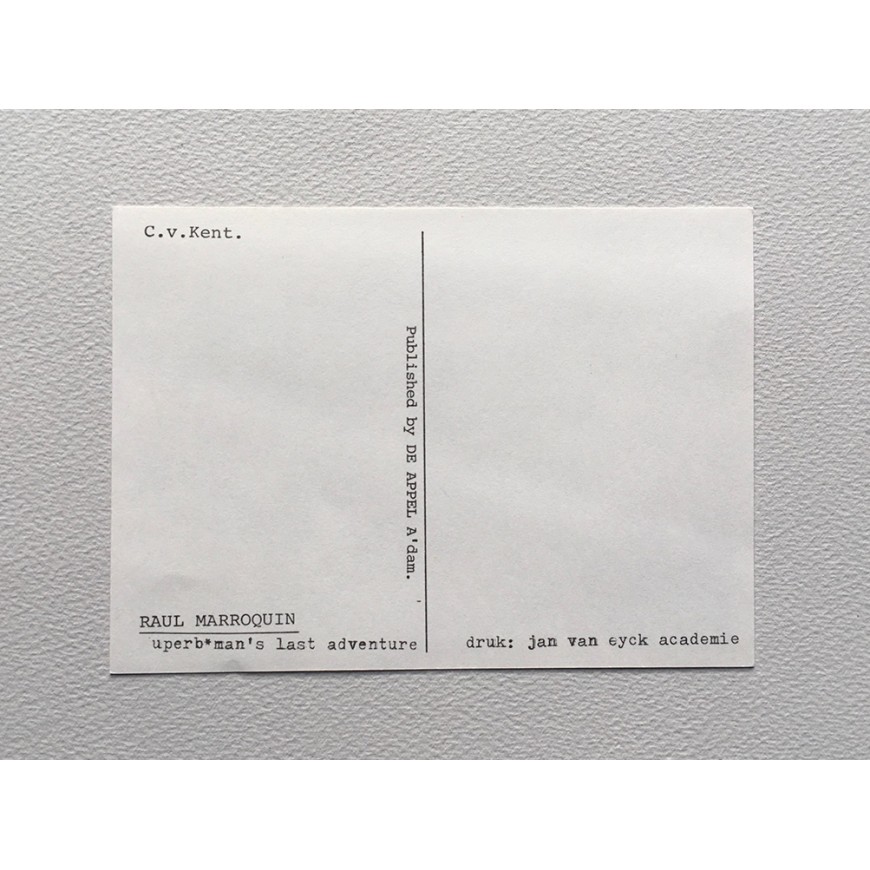 C.v.Kent.
Published by DE APPEL A'dam.
RAUL MARROQUIN
uperb*man's last adventure
druk: jan van eyck academie